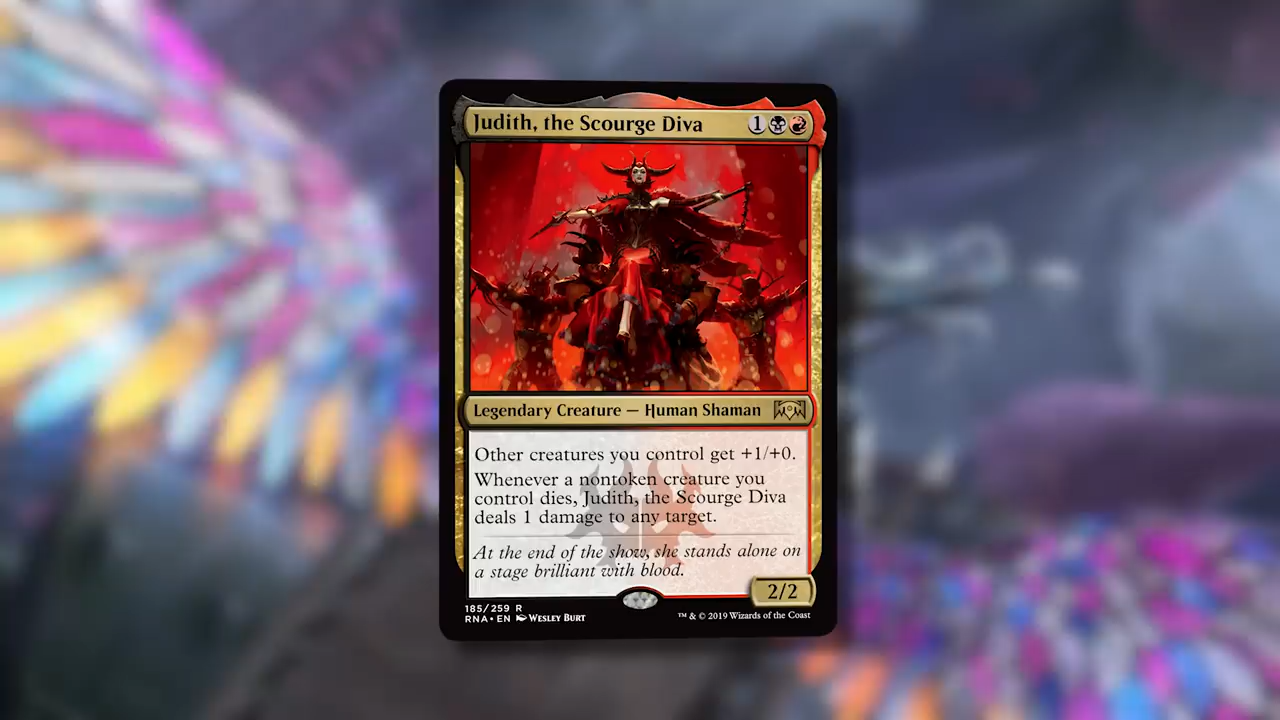 Judith, the Scourge Diva 1
Other creatures you control get +1/+0.
Legendary Creature — Human Shaman
Whenever a nontoken creature you
control dies, Judith, the Scourge Diva
deals 1 damage to any target.
At the end of the show, she stands alone on
a stage brilliant with blood.
2/2
185/259 R
RNA • EN Wesley Burt
™ & © 2019 Wizards of the Coast